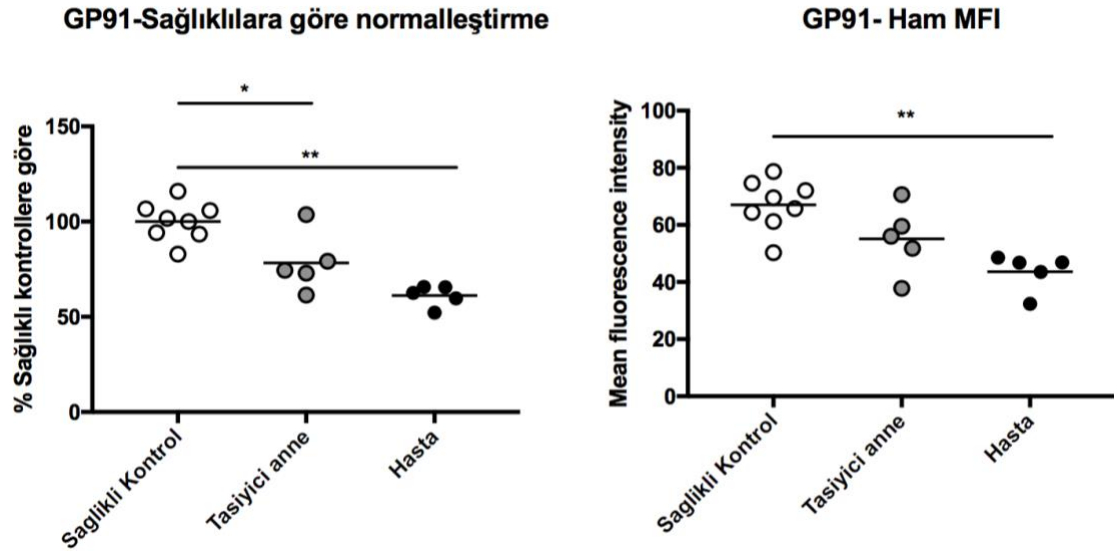 GP91-Sağlıklılara göre normalleştirme
*
**
% Sağlıklı kontrollere göre
150
100
50
0
Saglikli Kontrol
Tasiyici anne
Hasta
GP91- Ham MFI
**
Mean fluorescence intensity
100
80
60
40
20
0
Saglikli Kontrol
Tasiyici anne
Hasta